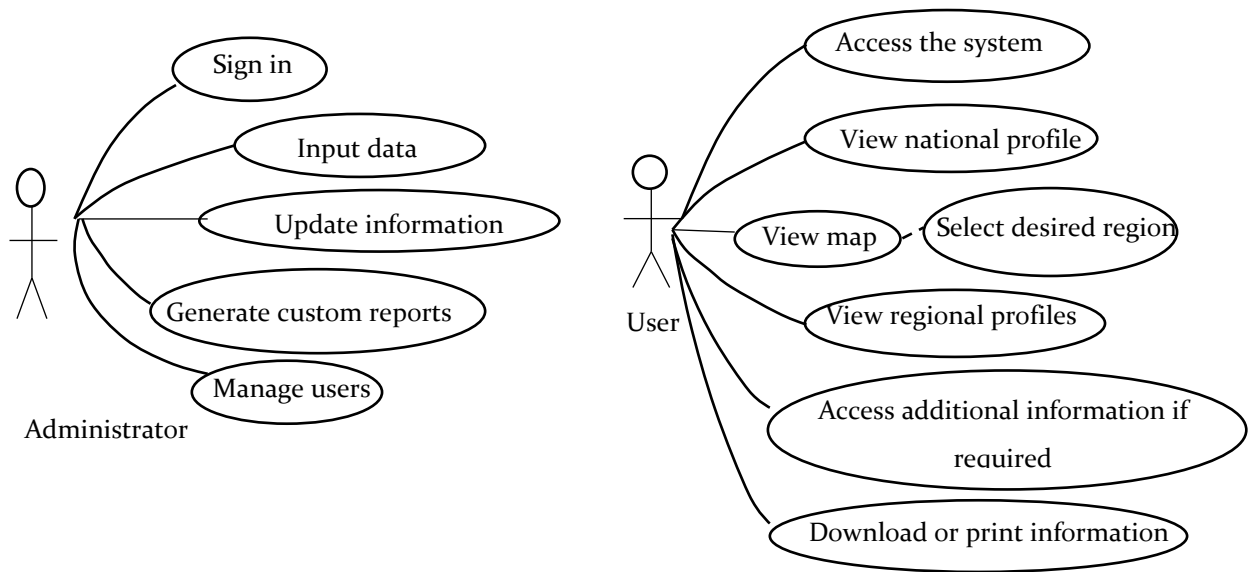 Sign in
Input data
Update information
Generate custom reports
Manage users
Administrator
Access the system
View national profile
View map
Select desired region
View regional profiles
User
Access additional information if
required
Download or print information